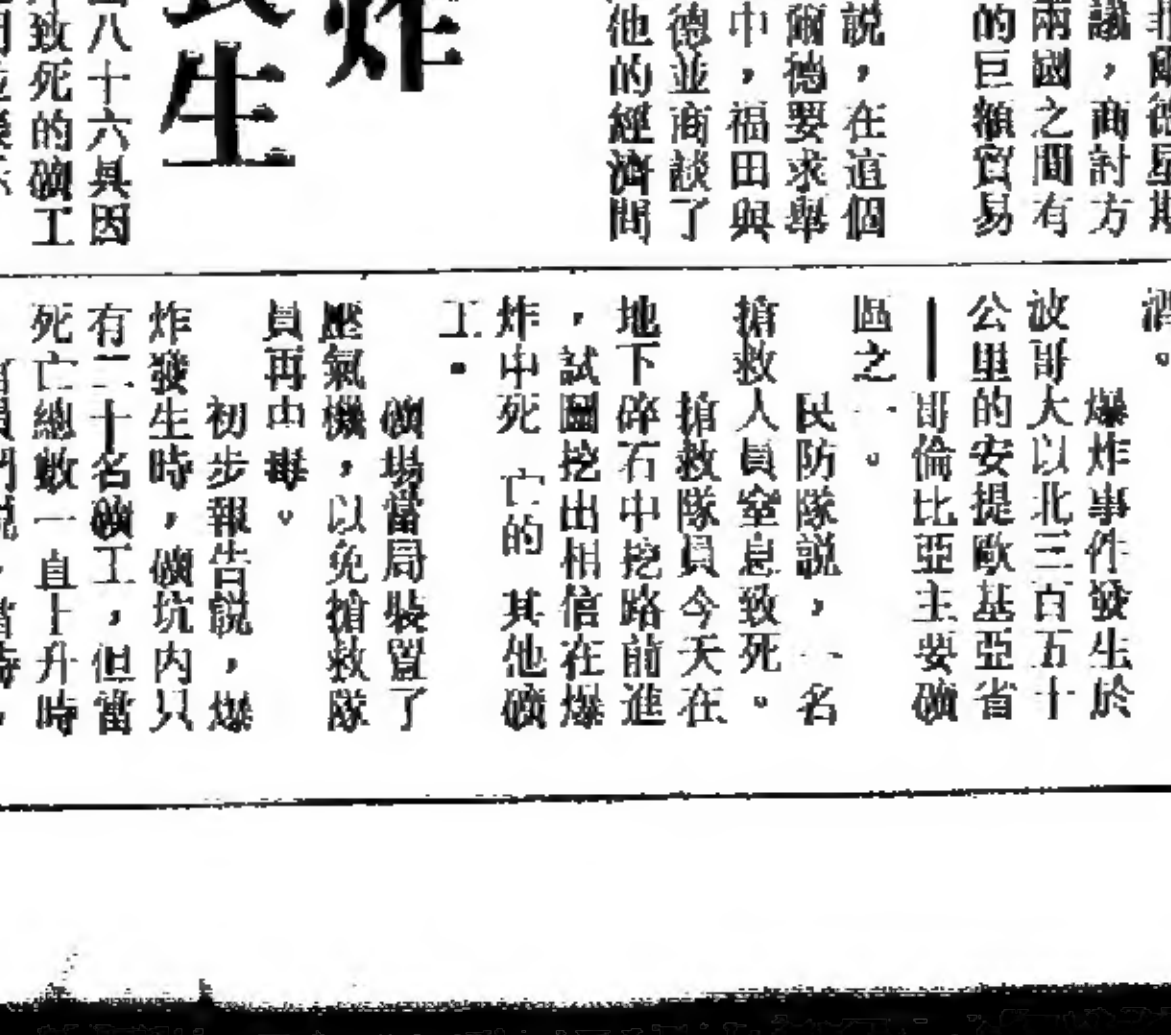 議，商討方
兩國之間有
的巨額貿易
説，在這個
爾德要求舉
中，福田與
德並商談了
他的經濟問
炸
生
八十六具因
致死的礦工
酒。
爆炸事件發生於
波哥大以北三百五十
公里的安提歐基亞省
——哥倫比亞主要礦
區之一。
民防隊説，一名
搶救人員窒息致死。
搶救隊員今天在
地下碎石中挖路前進
，試圖挖出相信在爆
炸中死亡的其他礦
工。
礦場當局裝置了
壓氣機，以免搶救隊
員再中毒。
初步報告説，爆
炸發生時，礦坑内只
有二十名礦工，但當
死亡總數一直上升時